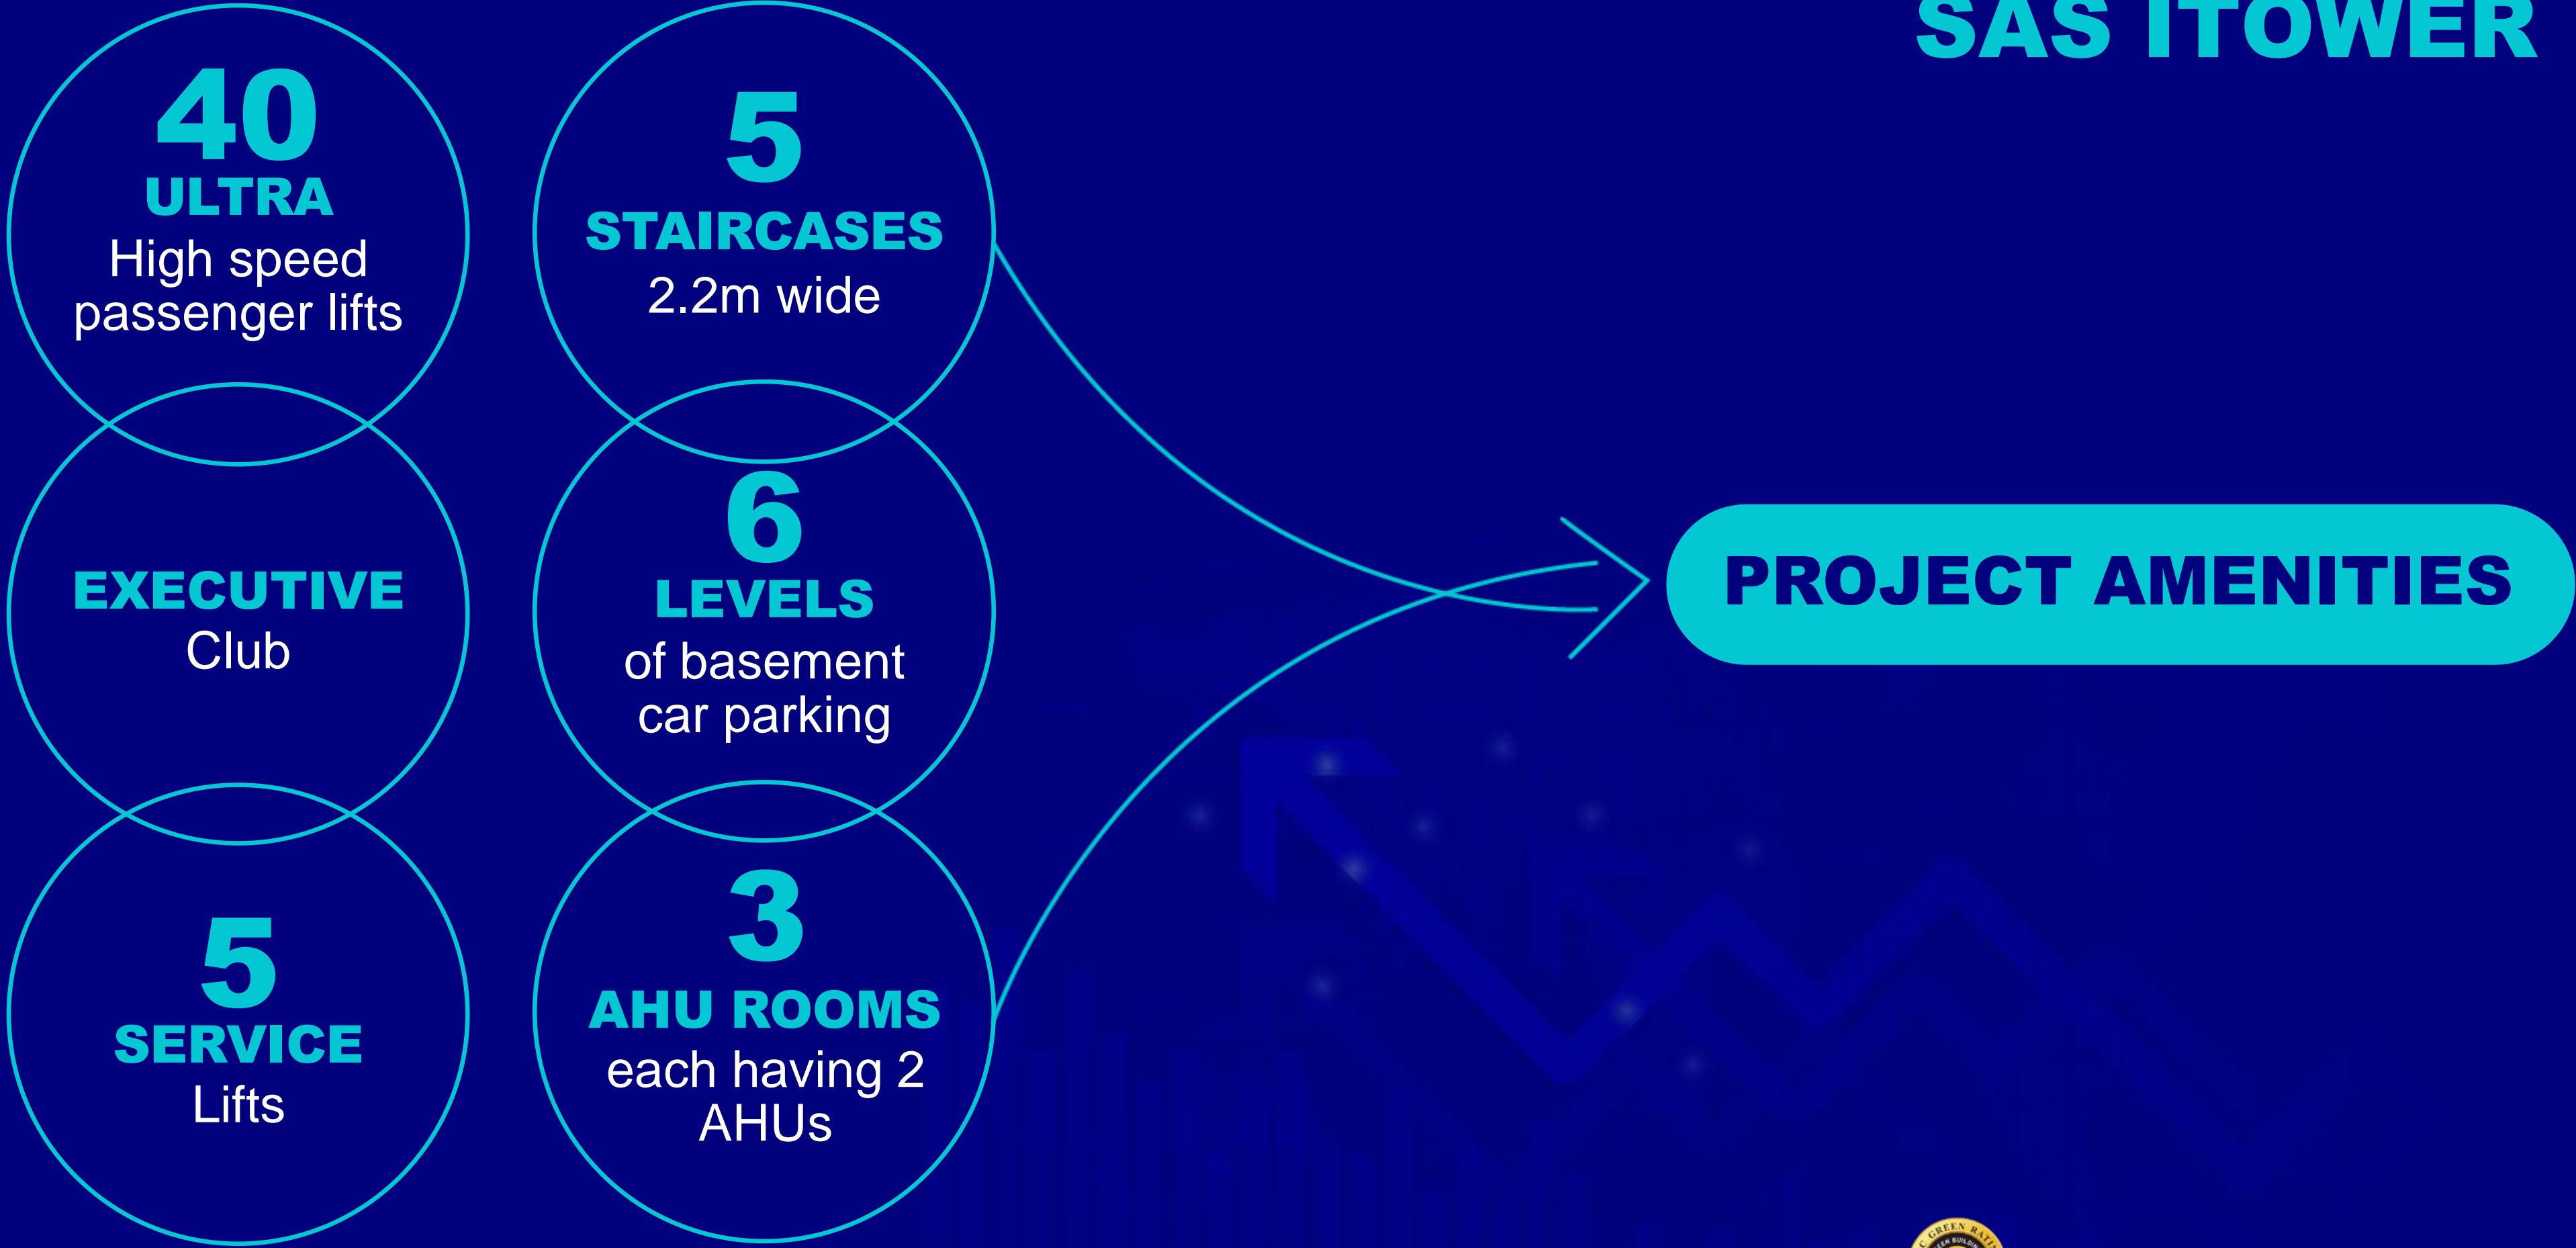 SAS ITOWER
40
ULTRA
High speed
passenger lifts
EXECUTIVE
Club
5
SERVICE
Lifts
5
STAIRCASES
2.2m wide
6
LEVELS
of basement
car parking
3
AHU ROOMS
each having 2
AHUs
PROJECT AMENITIES
GREEN